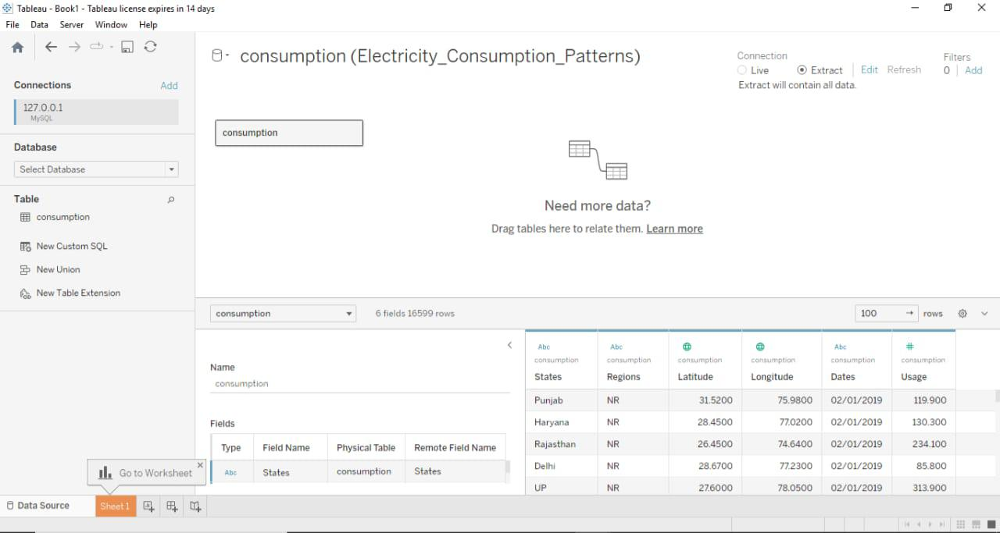 Tableau - Book1 - Tableau license expires in 14 days
File Data Server Window Help
Connections Add
127.0.0.1
MySQL
Database
Select Database
Table
consumption
New Custom SQL
New Union
New Table Extension
consumption (Electricity_Consumption_Patterns)
Connection
Live Extract Edit Refresh
Extract will contain all data.
Filters
0 Add
consumption
Need more data?
Drag tables here to relate them. Learn more
consumption 6 fields 16599 rows 100 rows
Name
consumption
Fields
Type Field Name Physical Table Remote Field Name
Abc States consumption States
Abc Abc Abc #
consumption consumption consumption consumption consumption consumption
States Regions Latitude Longitude Dates Usage
Punjab NR 31.5200 75.9800 02/01/2019 119.900
Haryana NR 28.4500 77.0200 02/01/2019 130.300
Rajasthan NR 26.4500 74.6400 02/01/2019 234.100
Delhi NR 28.6700 77.2300 02/01/2019 85.800
UP NR 27.6000 78.0500 02/01/2019 313.900
Go to Worksheet
Data Source Sheet 1